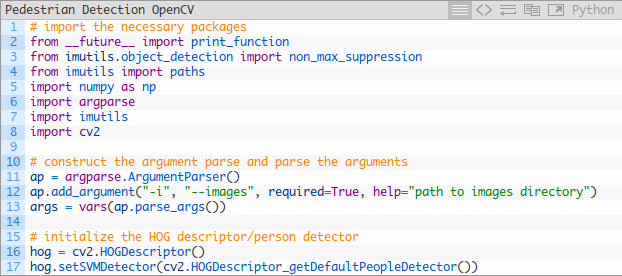 Pedestrian Detection OpenCV
Python
1 # import the necessary packages
2 from __future__ import print_function
3 from imutils.object_detection import non_max_suppression
4 from imutils import paths
5 import numpy as np
6 import argparse
7 import imutils
8 import cv2
9
10 # construct the argument parse and parse the arguments
11 ap = argparse.ArgumentParser()
12 ap.add_argument("-i", "--images", required=True, help="path to images directory")
13 args = vars(ap.parse_args())
14
15 # initialize the HOG descriptor/person detector
16 hog = cv2.HOGDescriptor()
17 hog.setSVMDetector(cv2.HOGDescriptor_getDefaultPeopleDetector())